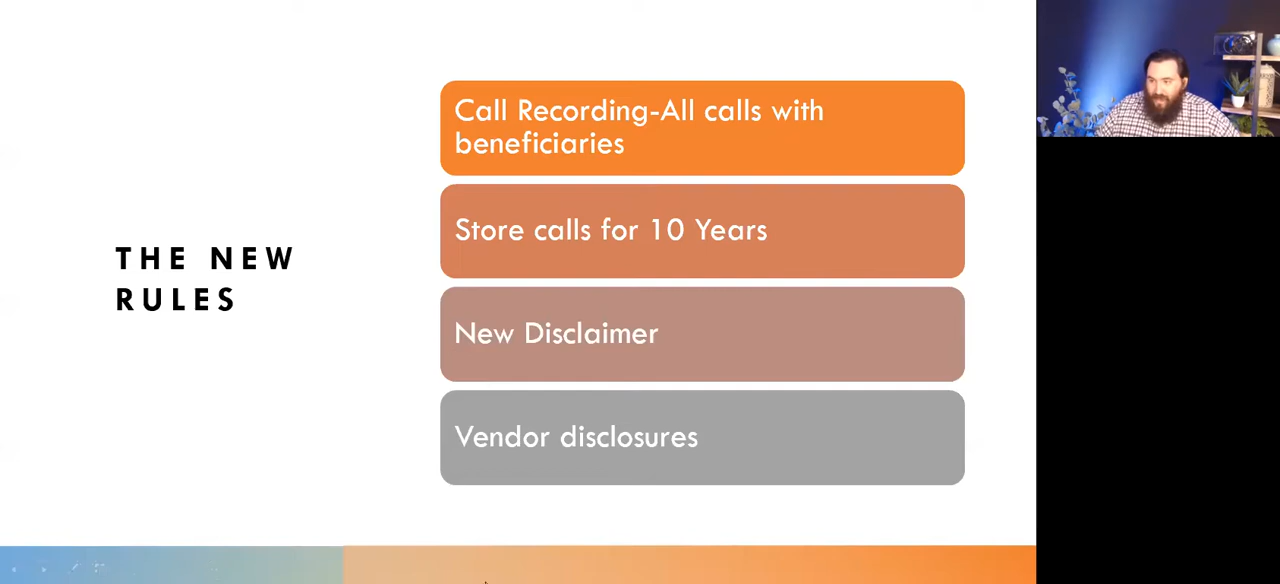 THE NEW
RULES
Call Recording-All calls with
beneficiaries
Store calls for 10 Years
New Disclaimer
Vendor disclosures